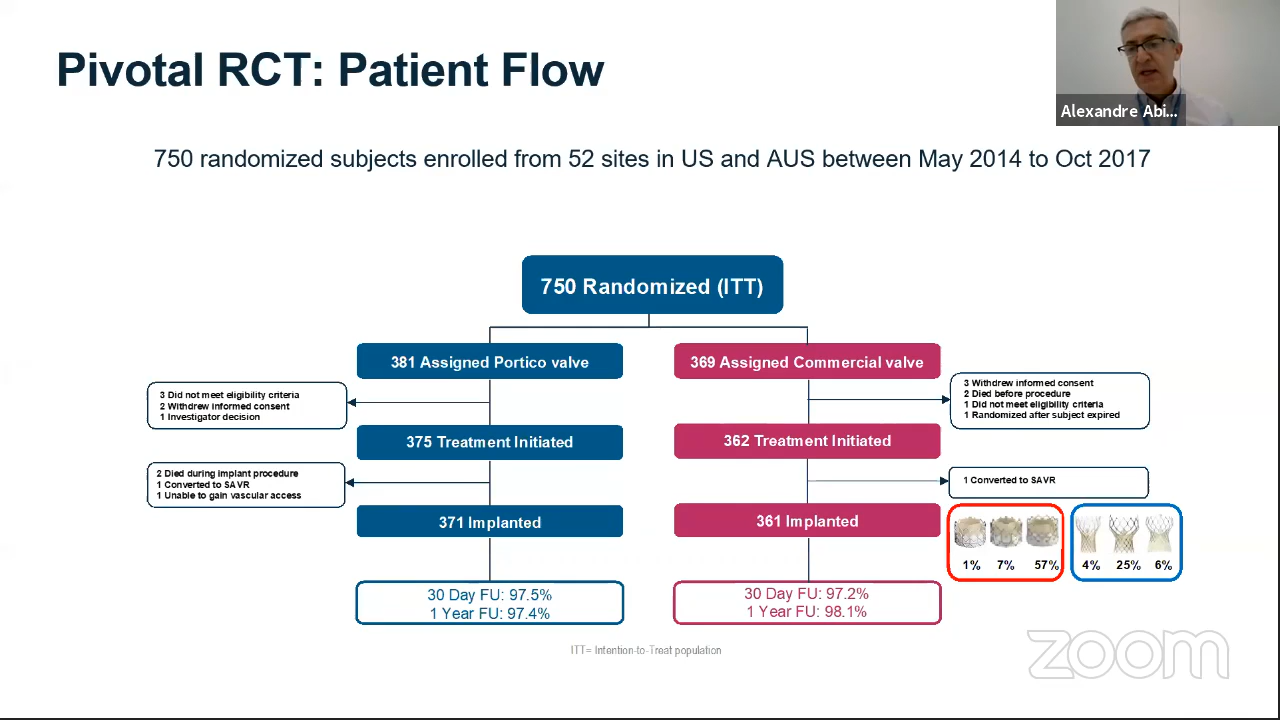 Pivotal RCT: Patient Flow
Alexandre Abi...
750 randomized subjects enrolled from 52 sites in US and AUS between May 2014 to Oct 2017
750 Randomized (ITT)
381 Assigned Portico valve
369 Assigned Commercial valve
3 Did not meet eligibility criteria
2 Withdrew informed consent
1 Investigator decision
3 Withdrew informed consent
2 Died before procedure
1 Did not meet eligibility criteria
1 Randomized after subject expired
375 Treatment Initiated
362 Treatment Initiated
2 Died during implant procedure
1 Converted to SAVR
1 Unable to gain vascular access
1 Converted to SAVR
371 Implanted
361 Implanted
1% 7% 57%
4% 25% 6%
30 Day FU: 97.5%
1 Year FU: 97.4%
30 Day FU: 97.2%
1 Year FU: 98.1%
ITT= Intention-to-Treat population
zoom